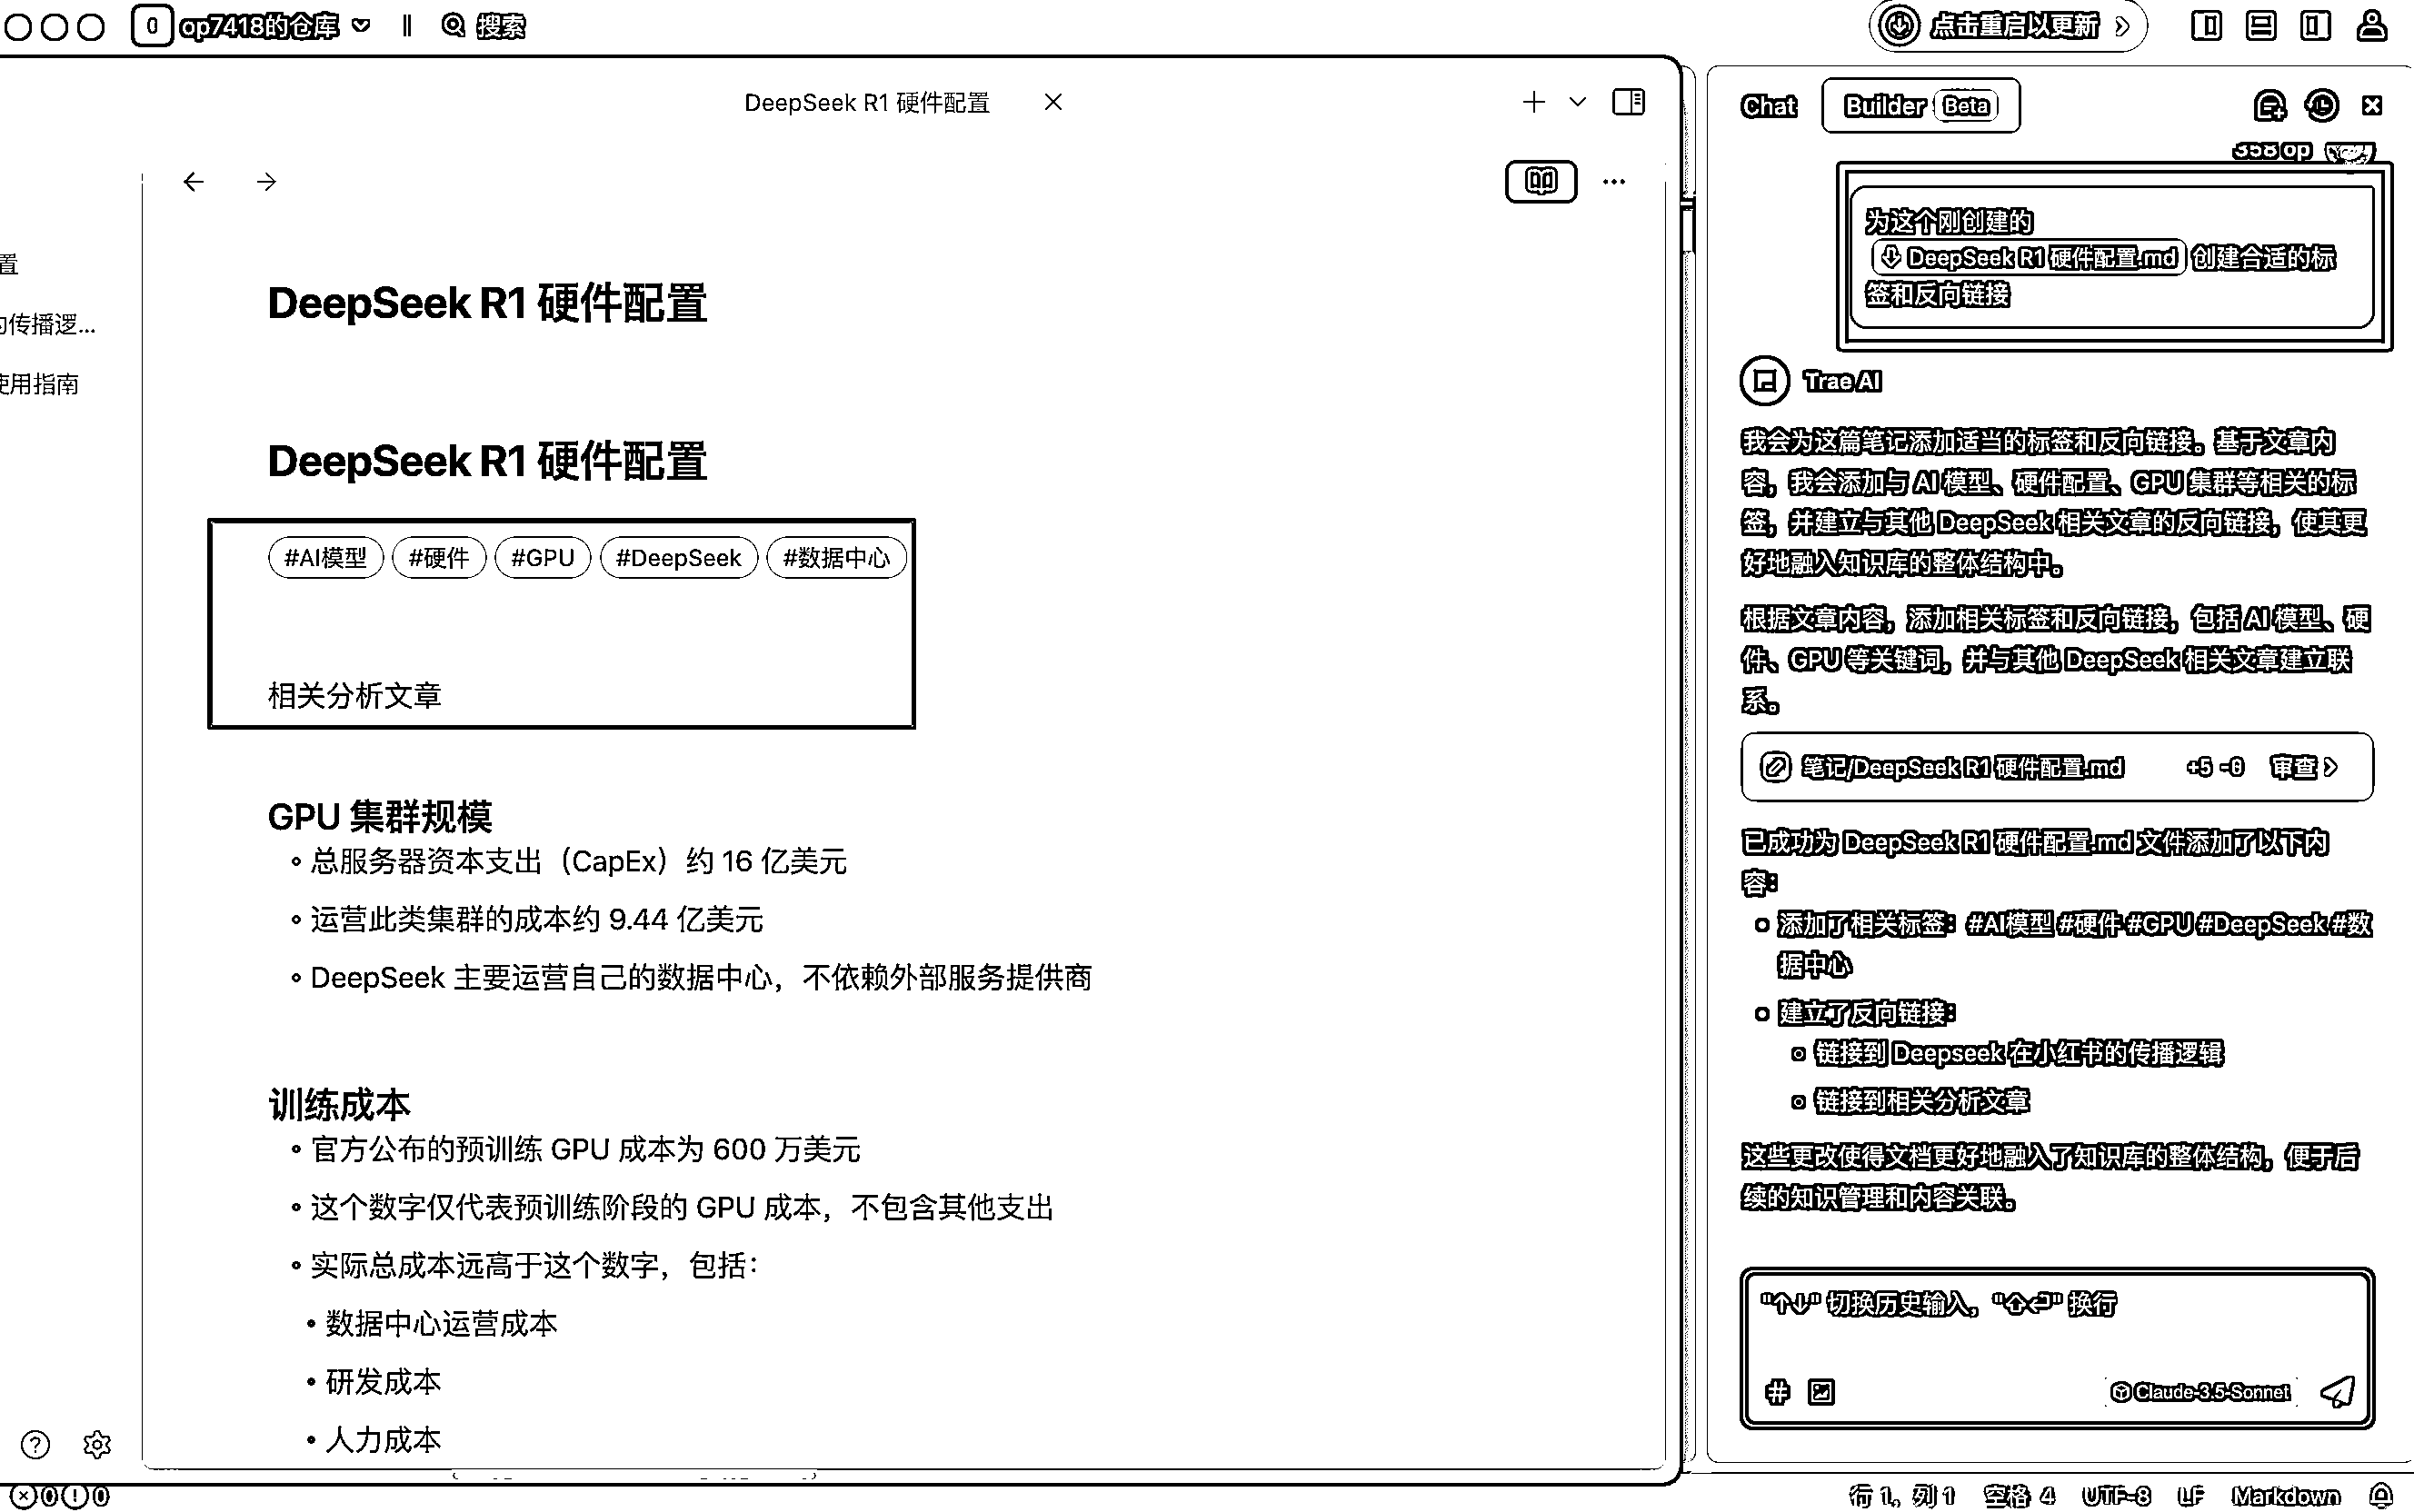 op7418的仓库
搜索
点击重启以更新
DeepSeek R1 硬件配置
置
的传播逻...
使用指南
DeepSeek R1 硬件配置
DeepSeek R1 硬件配置
#AI模型 #硬件 #GPU #DeepSeek #数据中心
相关分析文章
GPU 集群规模
• 总服务器资本支出（CapEx）约 16 亿美元
• 运营此类集群的成本约 9.44 亿美元
• DeepSeek 主要运营自己的数据中心，不依赖外部服务提供商
训练成本
• 官方公布的预训练 GPU 成本为 600 万美元
• 这个数字仅代表预训练阶段的 GPU 成本，不包含其他支出
• 实际总成本远高于这个数字，包括：
• 数据中心运营成本
• 研发成本
• 人力成本
Chat Builder Beta
为这个刚创建的
DeepSeek R1 硬件配置.md 创建合适的标
签和反向链接
Trae AI
我会为这篇笔记添加适当的标签和反向链接。基于文章内
容，我会添加与 AI 模型、硬件配置、GPU 集群等相关的标
签，并建立与其他 DeepSeek 相关文章的反向链接，使其更
好地融入知识库的整体结构中。
根据文章内容，添加相关标签和反向链接，包括 AI 模型、硬
件、GPU 等关键词，并与其他 DeepSeek 相关文章建立联
系。
笔记/DeepSeek R1 硬件配置.md +5 -0 审查
已成功为 DeepSeek R1 硬件配置.md 文件添加了以下内
容：
添加了相关标签：#AI模型 #硬件 #GPU #DeepSeek #数
据中心
建立了反向链接：
链接到 Deepseek 在小红书的传播逻辑
链接到相关分析文章
这些更改使得文档更好地融入了知识库的整体结构，便于后
续的知识管理和内容关联。
"↑↓" 切换历史输入，"⇧⏎" 换行
# Claude-3.5-Sonnet
0 0
行 1，列 1 空格 4 UTF-8 LF Markdown